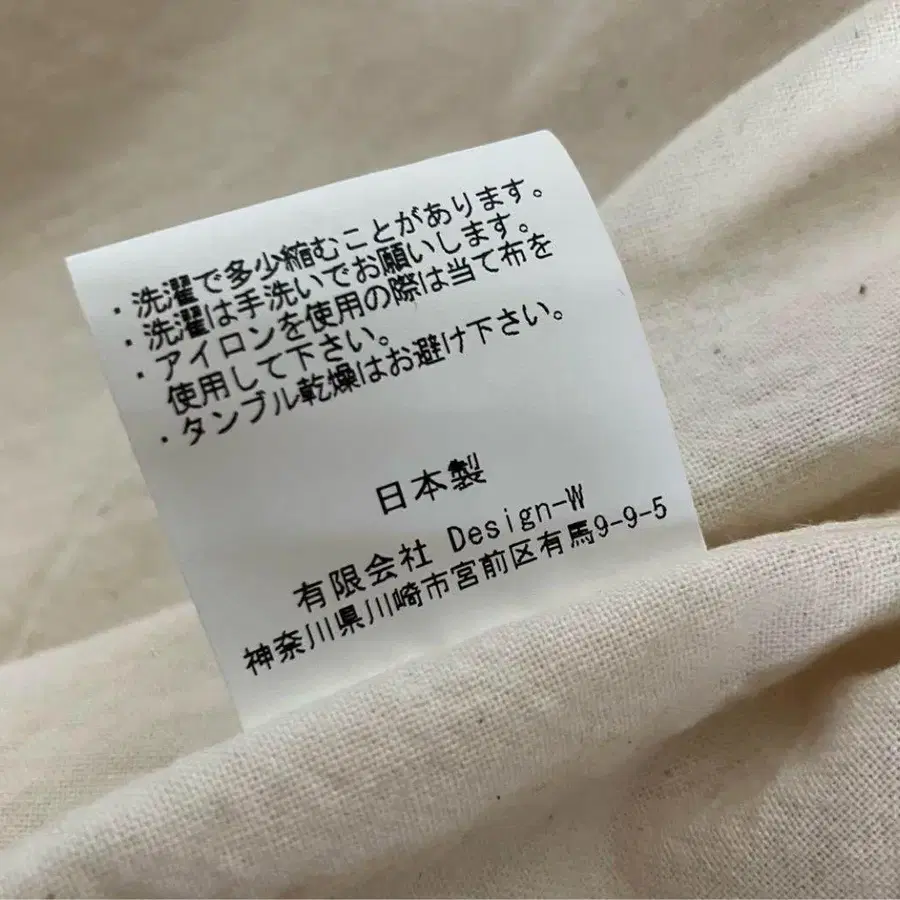 ・洗濯で多少縮むことがあります。
・洗濯は手洗いでお願いします。
・アイロンを使用の際は当て布を
使用して下さい。
・タンブル乾燥はお避け下さい。
日本製
有限会社 Design-W
神奈川県川崎市宮前区有馬9-9-5